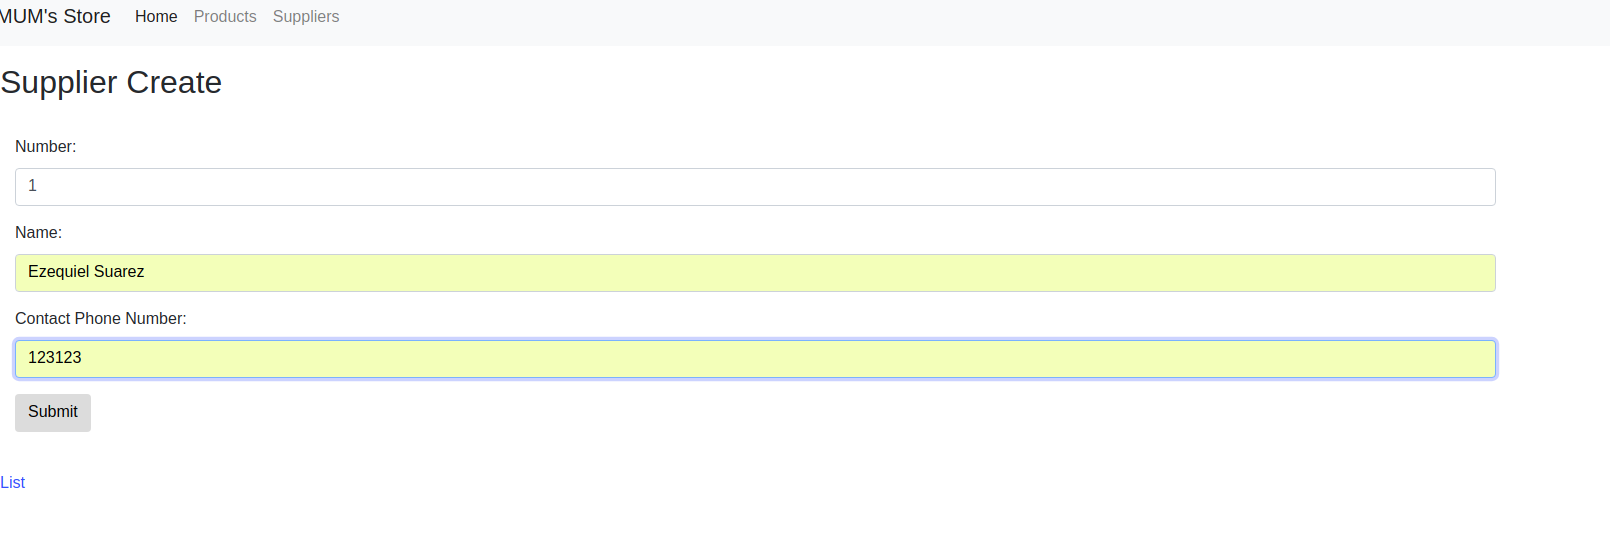 MUM's Store Home Products Suppliers
Supplier Create
Number:
1
Name:
Ezequiel Suarez
Contact Phone Number:
123123
Submit
List